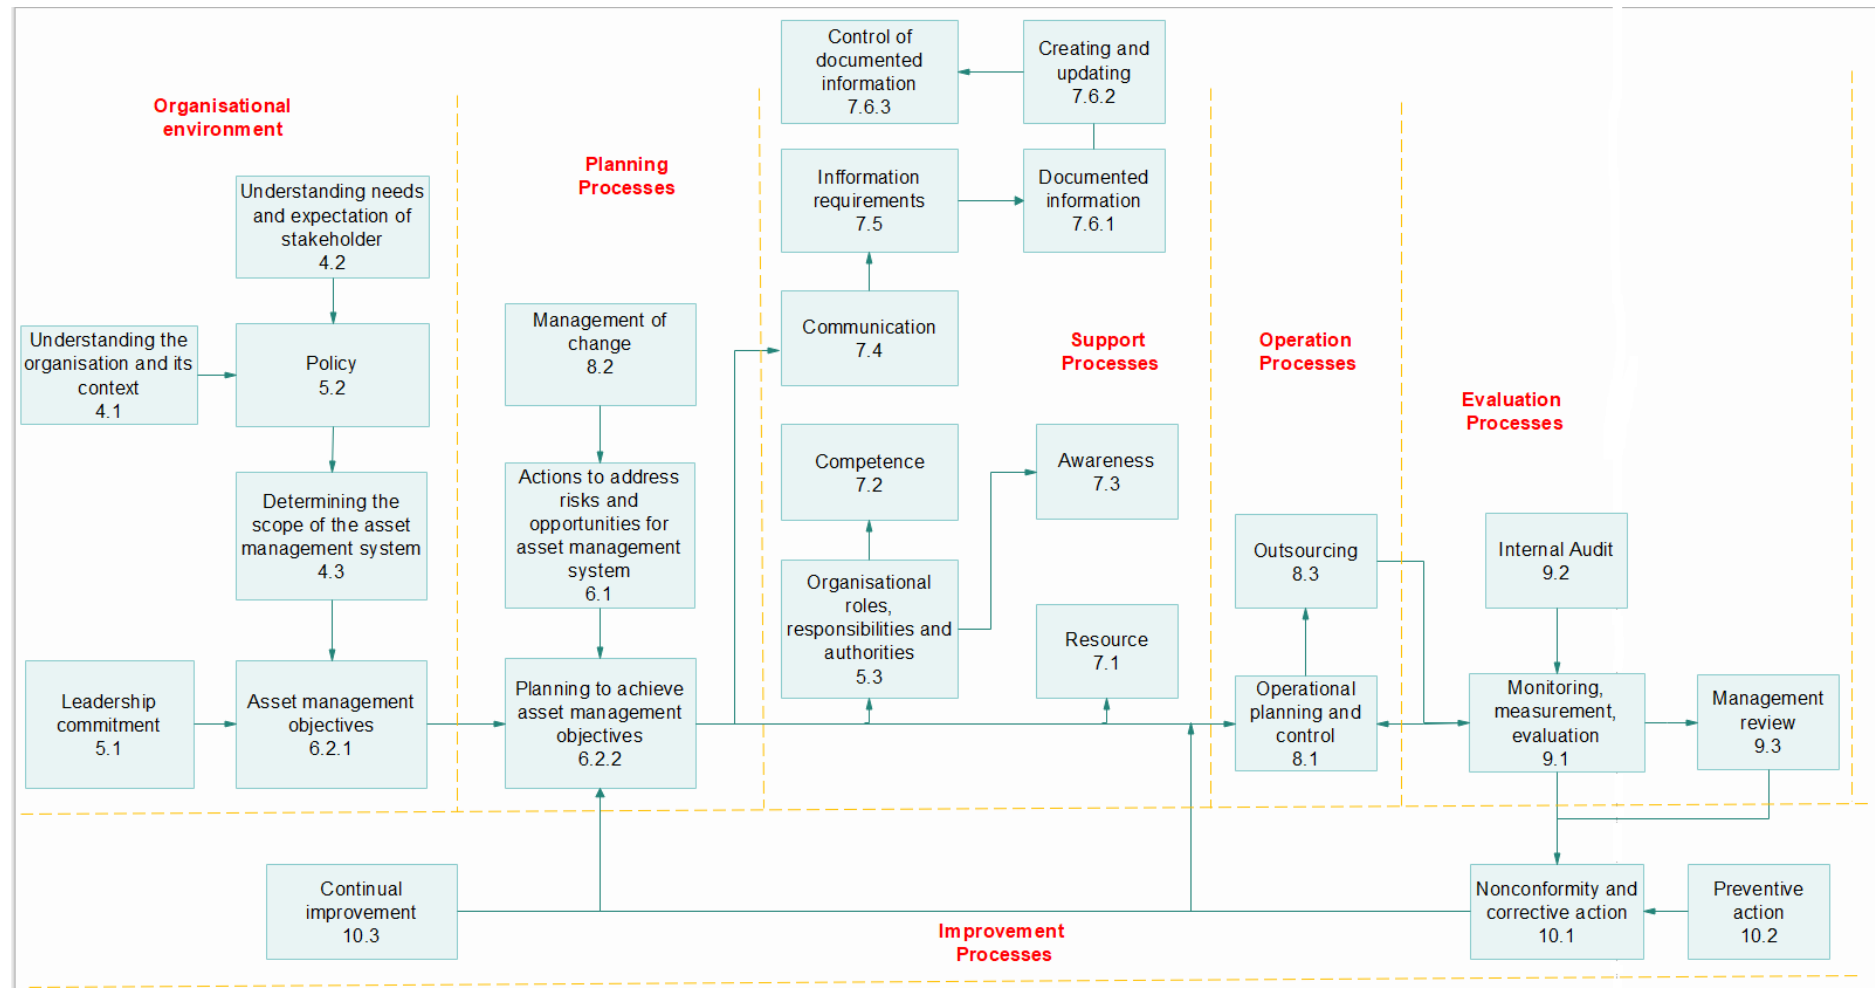 Organisational
environment
Understanding needs
and expectation of
stakeholder
4.2
Understanding the
organisation and its
context
4.1
Policy
5.2
Determining the
scope of the asset
management system
4.3
Leadership
commitment
5.1
Asset management
objectives
6.2.1
Planning
Processes
Management of
change
8.2
Actions to address
risks and
opportunities for
asset management
system
6.1
Planning to achieve
asset management
objectives
6.2.2
Control of
documented
information
7.6.3
Creating and
updating
7.6.2
Infformation
requirements
7.5
Documented
information
7.6.1
Communication
7.4
Support
Processes
Competence
7.2
Awareness
7.3
Organisational
roles,
responsibilities and
authorities
5.3
Resource
7.1
Operation
Processes
Outsourcing
8.3
Operational
planning and
control
8.1
Evaluation
Processes
Internal Audit
9.2
Monitoring,
measurement,
evaluation
9.1
Management
review
9.3
Continual
improvement
10.3
Improvement
Processes
Nonconformity and
corrective action
10.1
Preventive
action
10.2